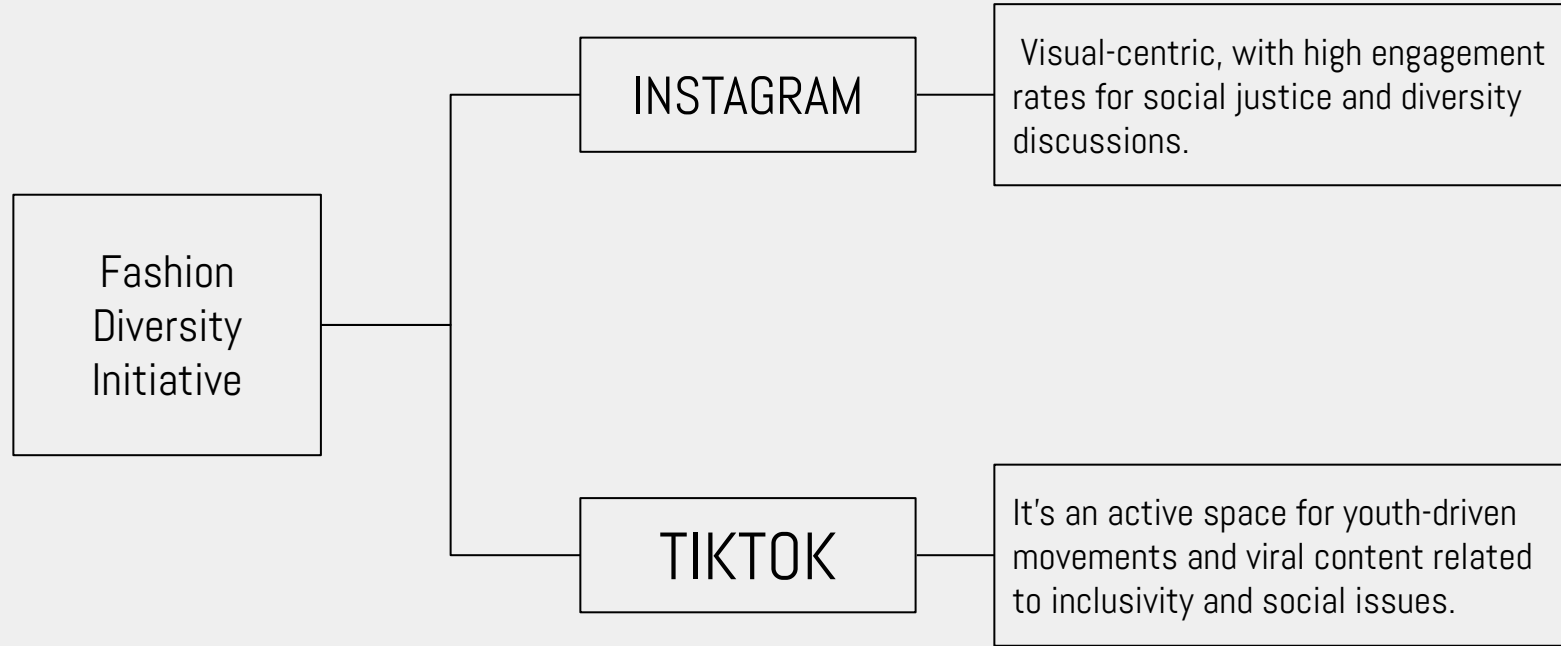 Fashion
Diversity
Initiative
INSTAGRAM
Visual-centric, with high engagement
rates for social justice and diversity
discussions.
TIKTOK
It’s an active space for youth-driven
movements and viral content related
to inclusivity and social issues.